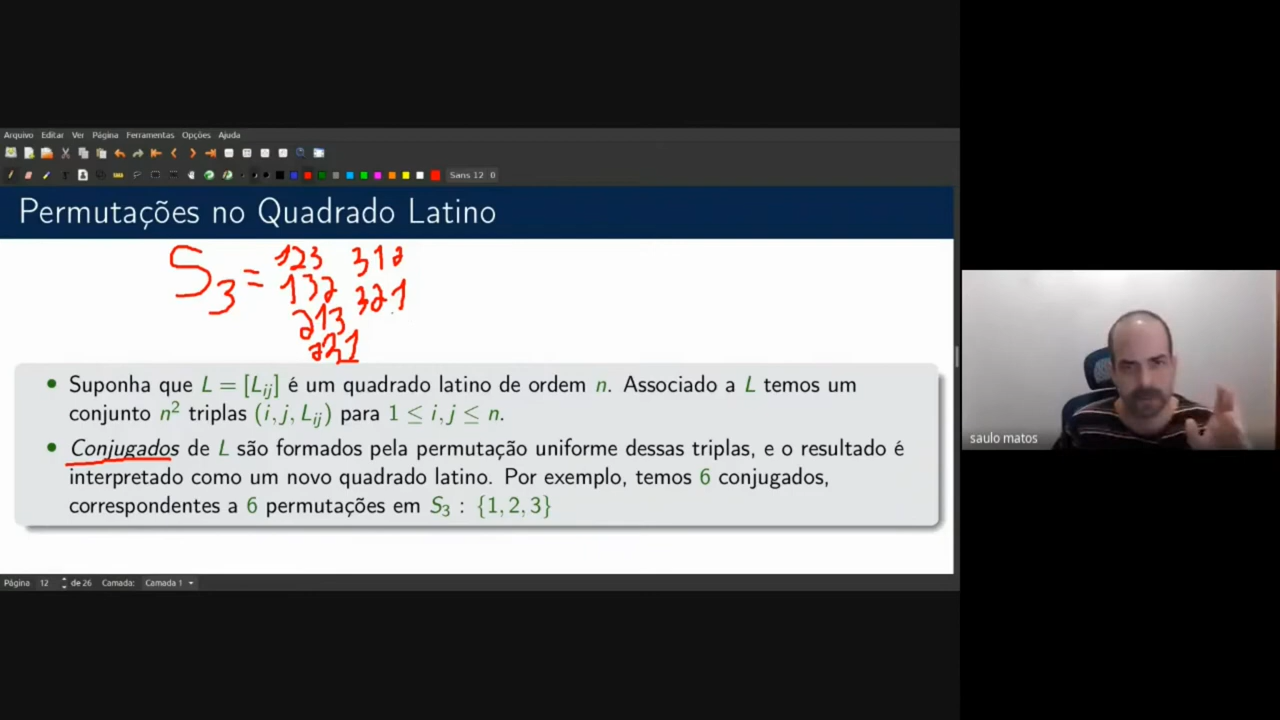 Arquivo Editar Ver Página Ferramentas Opções Ajuda
Sans 12 0
Permutações no Quadrado Latino
S3 = 123 312
132 321
213
231
• Suponha que L = [Lij] é um quadrado latino de ordem n. Associado a L temos um
conjunto n² triplas (i, j, Lij) para 1 ≤ i, j ≤ n.
• Conjugados de L são formados pela permutação uniforme dessas triplas, e o resultado é
interpretado como um novo quadrado latino. Por exemplo, temos 6 conjugados,
correspondentes a 6 permutações em S3 : {1, 2, 3}
saulo matos
Página 12 de 26 Camada: Camada 1